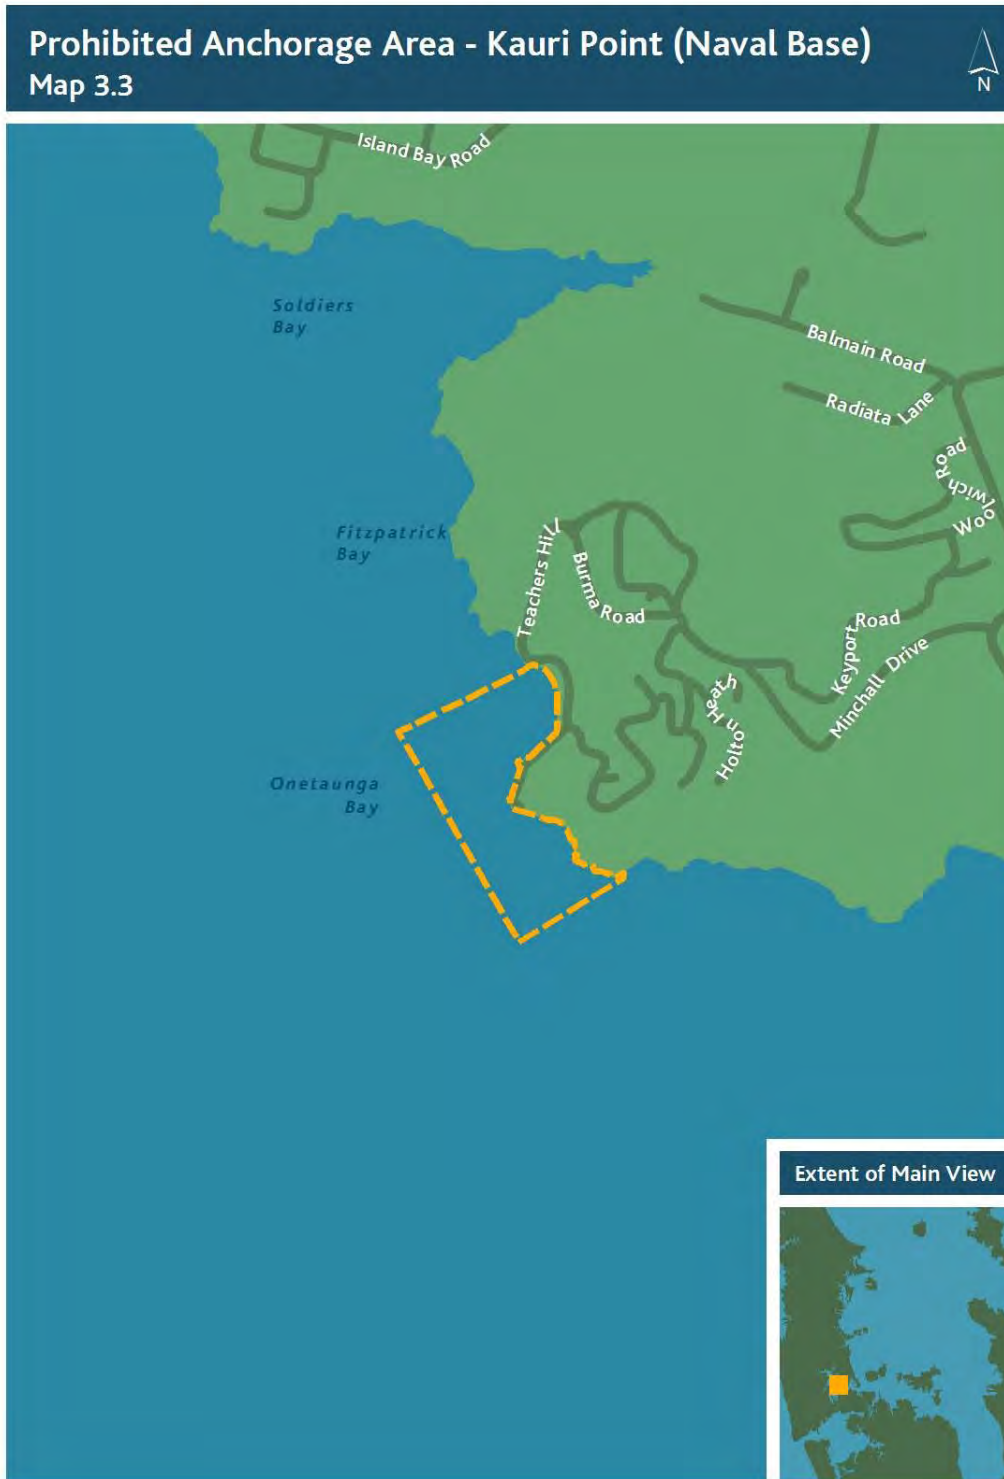 Prohibited Anchorage Area - Kauri Point (Naval Base)
Map 3.3
N
Island Bay Road
Soldiers
Bay
Balmain Road
Radiata Lane
Woolwich Road
Fitzpatrick
Bay
Teachers Hill
Burma Road
Keyport Road
Minchall Drive
Holton Heath
Onetaunga
Bay
Extent of Main View